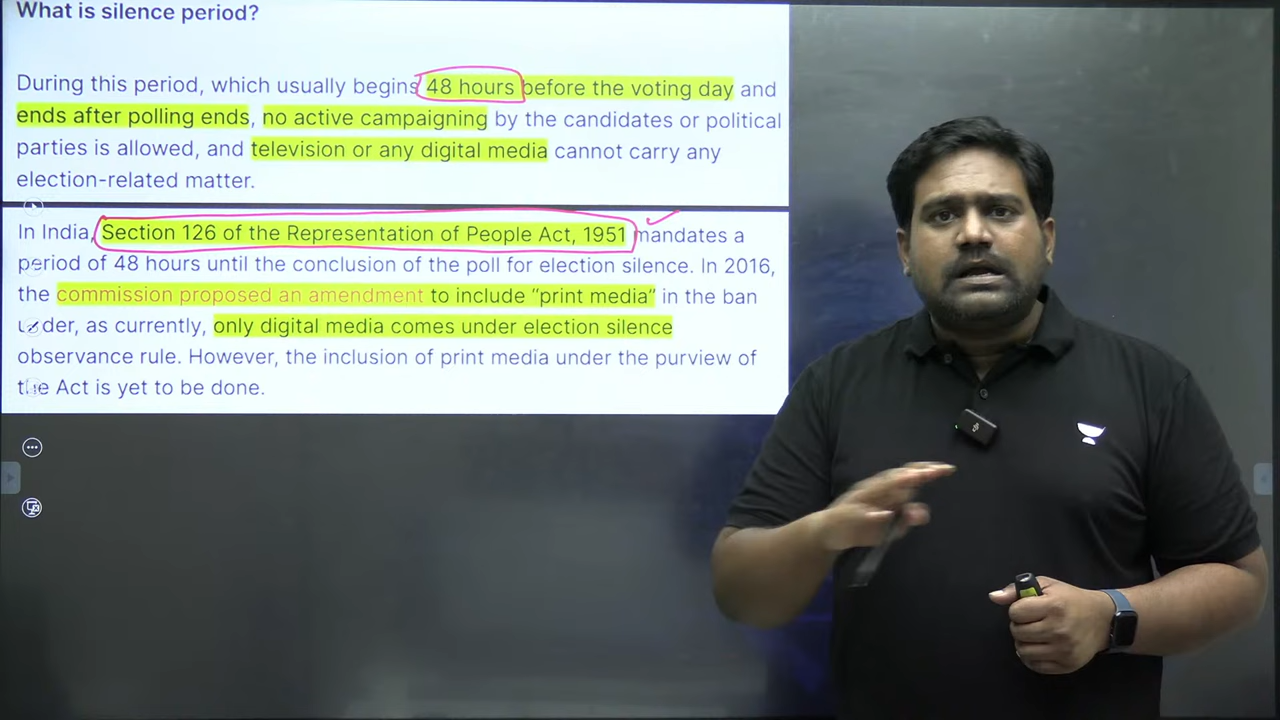 What is silence period?
During this period, which usually begins 48 hours before the voting day and
ends after polling ends, no active campaigning by the candidates or political
parties is allowed, and television or any digital media cannot carry any
election-related matter.
In India, Section 126 of the Representation of People Act, 1951 mandates a
period of 48 hours until the conclusion of the poll for election silence. In 2016,
the commission proposed an amendment to include “print media” in the ban
under, as currently, only digital media comes under election silence
observance rule. However, the inclusion of print media under the purview of
the Act is yet to be done.